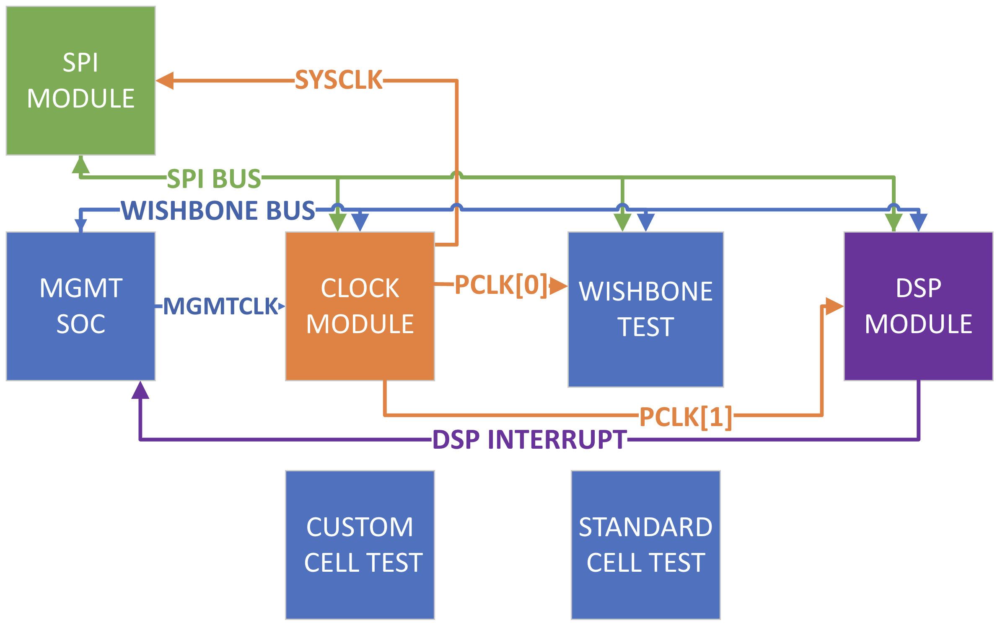 SPI
MODULE
SYSCLK
SPI BUS
WISHBONE BUS
MGMT
SOC
MGMTCLK
CLOCK
MODULE
PCLK[0]
WISHBONE
TEST
DSP
MODULE
PCLK[1]
DSP INTERRUPT
CUSTOM
CELL TEST
STANDARD
CELL TEST